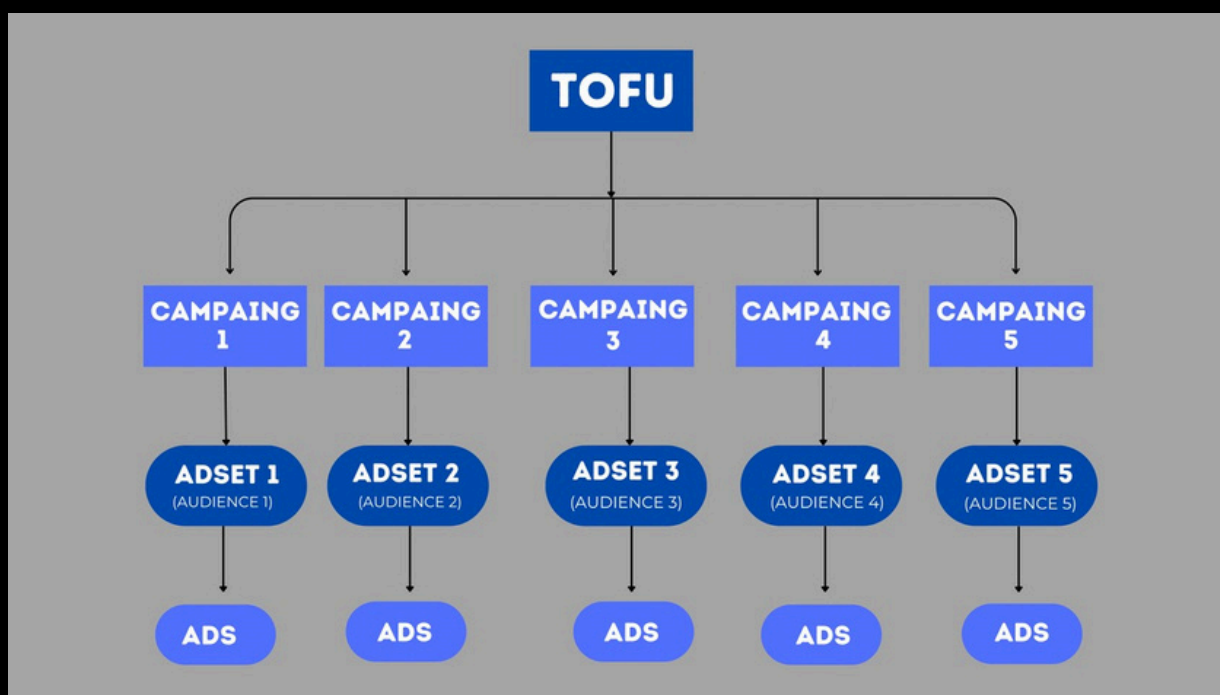 TOFU
CAMPAING
1
CAMPAING
2
CAMPAING
3
CAMPAING
4
CAMPAING
5
ADSET 1
(AUDIENCE 1)
ADSET 2
(AUDIENCE 2)
ADSET 3
(AUDIENCE 3)
ADSET 4
(AUDIENCE 4)
ADSET 5
(AUDIENCE 5)
ADS
ADS
ADS
ADS
ADS